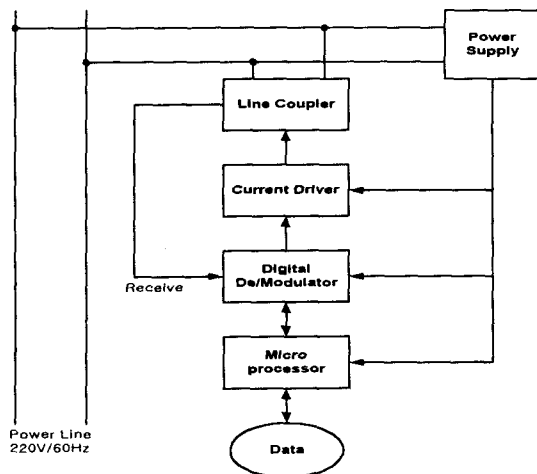 Power
Supply
Line Coupler
Current Driver
Digital
De/Modulator
Receive
Micro
processor
Power Line
220V/60Hz
Data